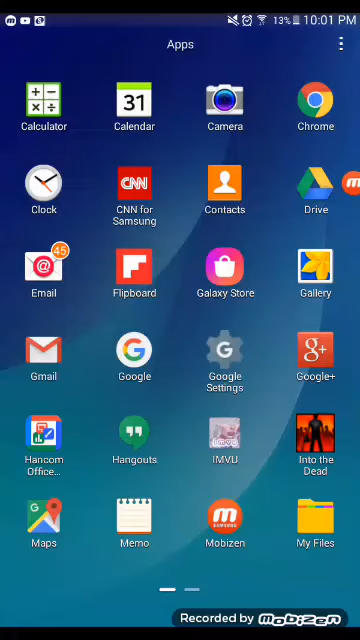 13% 10:01 PM
Apps
Calculator
31
Calendar
Camera
Chrome
Clock
CNN
CNN for
Samsung
Contacts
Drive
45
Email
Flipboard
Galaxy Store
Gallery
Gmail
G
Google
G
Google
Settings
g+
Google+
Hancom
Office...
Hangouts
imvu
IMVU
Into the
Dead
G
Maps
Memo
SAMSUNG
Mobizen
My Files
Recorded by Mobizen